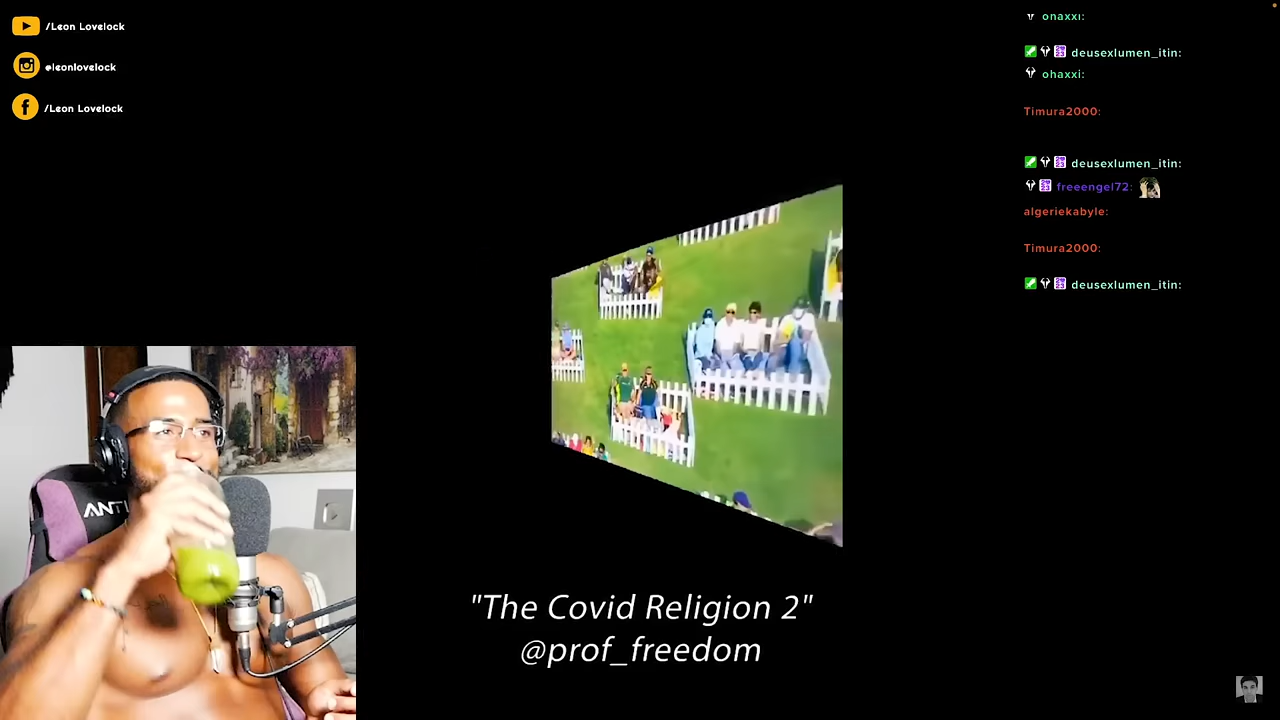 /Leon Lovelock
@leonlovelock
/Leon Lovelock
onaxxi:
deusexlumen_itin:
ohaxxi:
Timura2000:
deusexlumen_itin:
freeengel72:
algeriekabyle:
Timura2000:
deusexlumen_itin:
ANTI
"The Covid Religion 2"
@prof_freedom